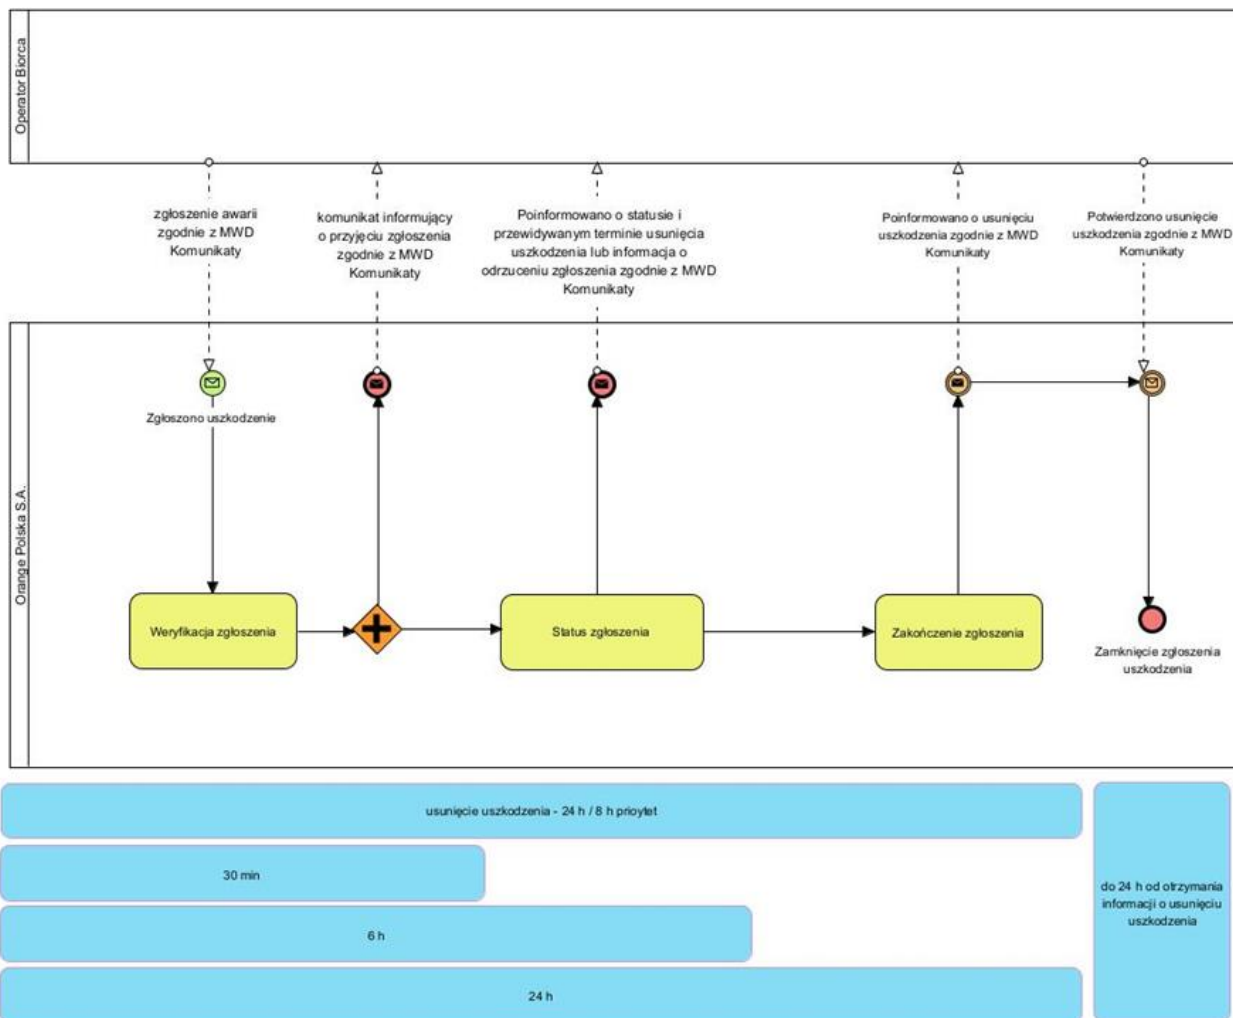 Operator Biorca
zgłoszenie awarii
zgodnie z MWD
Komunikaty
komunikat informujący
o przyjęciu zgłoszenia
zgodnie z MWD
Komunikaty
Poinformowano o statusie i
przewidywanym terminie usunięcia
uszkodzenia lub informacja o
odrzuceniu zgłoszenia zgodnie z MWD
Komunikaty
Poinformowano o usunięciu
uszkodzenia zgodnie z MWD
Komunikaty
Potwierdzono usunięcie
uszkodzenia zgodnie z MWD
Komunikaty
Orange Polska S.A.
Zgłoszono uszkodzenie
Weryfikacja zgłoszenia
Status zgłoszenia
Zakończenie zgłoszenia
Zamknięcie zgłoszenia
uszkodzenia
usunięcie uszkodzenia - 24 h / 8 h prioytet
30 min
6 h
24 h
do 24 h od otrzymania
informacji o usunięciu
uszkodzenia